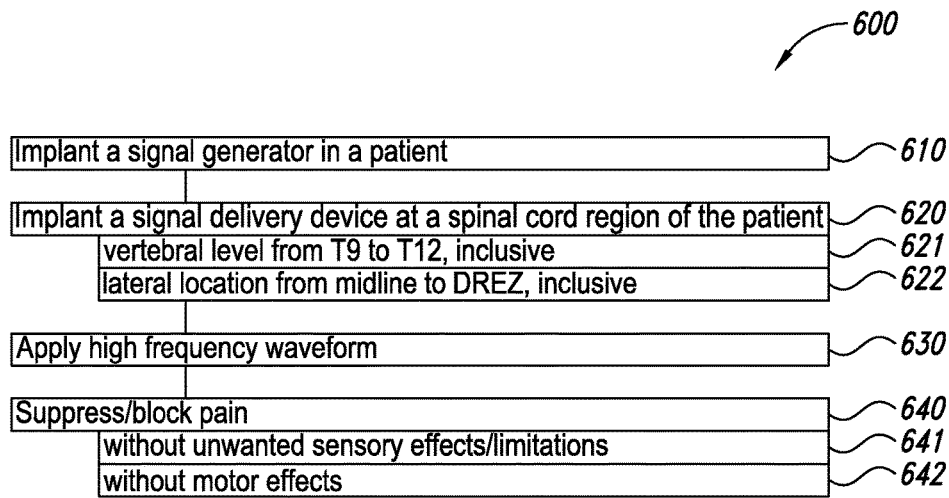 600
Implant a signal generator in a patient 610
Implant a signal delivery device at a spinal cord region of the patient 620
vertebral level from T9 to T12, inclusive 621
lateral location from midline to DREZ, inclusive 622
Apply high frequency waveform 630
Suppress/block pain 640
without unwanted sensory effects/limitations 641
without motor effects 642